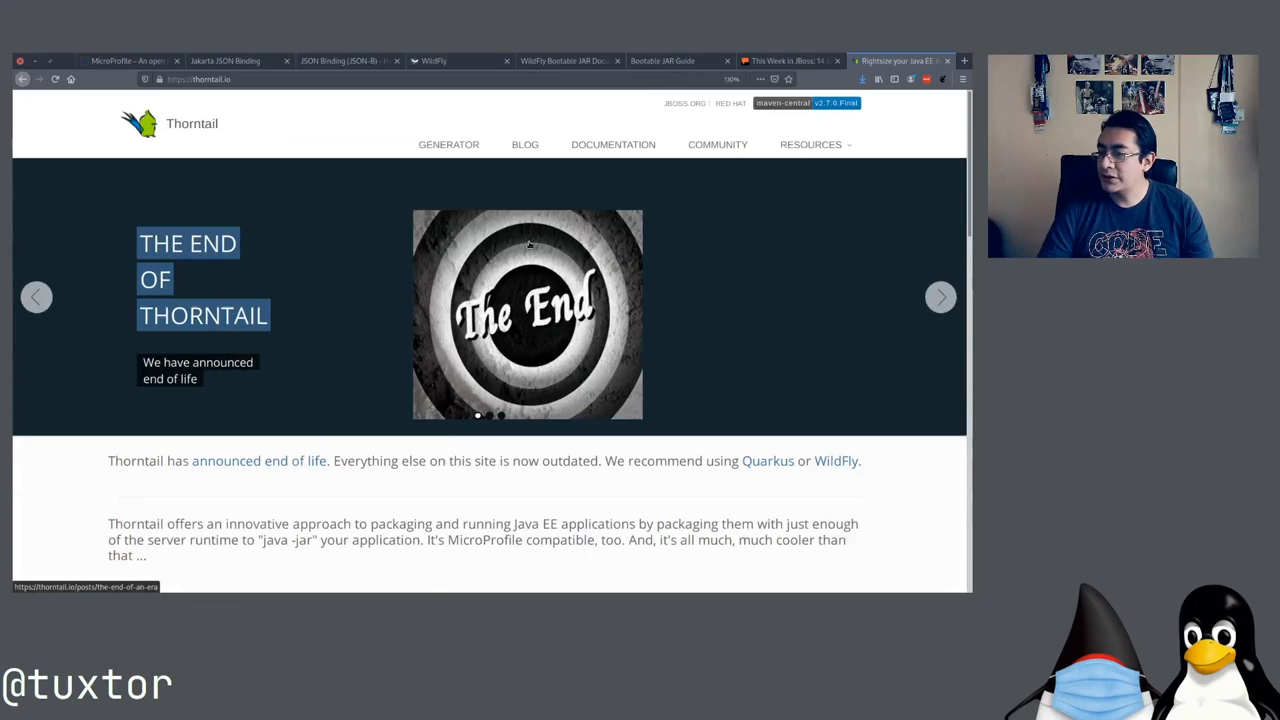 MicroProfile – An open
Jakarta JSON Binding
JSON Binding (JSON-B) -
WildFly
WildFly Bootable JAR Docu
Bootable JAR Guide
This Week in JBoss: 14
Rightsize your Java EE A
https://thorntail.io
130%
JBOSS.ORG | RED HAT
maven-central v2.7.0.Final
Thorntail
GENERATOR
BLOG
DOCUMENTATION
COMMUNITY
RESOURCES
THE END
OF
THORNTAIL
We have announced
end of life
The End
Thorntail has announced end of life. Everything else on this site is now outdated. We recommend using Quarkus or WildFly.
Thorntail offers an innovative approach to packaging and running Java EE applications by packaging them with just enough
of the server runtime to "java -jar" your application. It's MicroProfile compatible, too. And, it's all much, much cooler than
that ...
https://thorntail.io/posts/the-end-of-an-era
CODE
@tuxtor